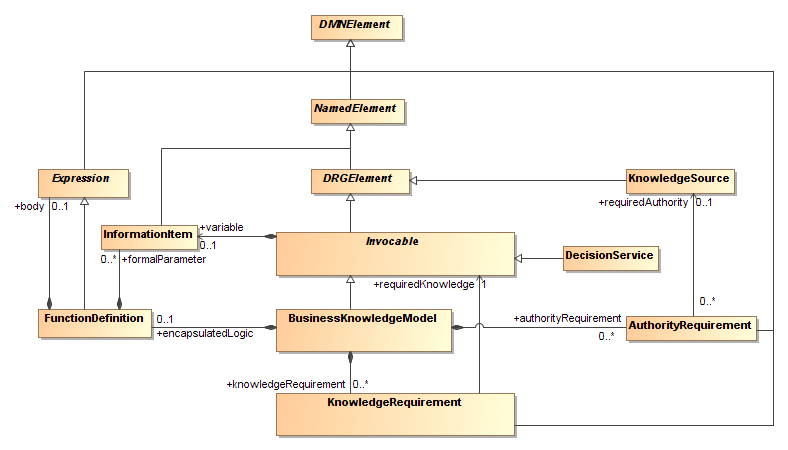 DMNElement
NamedElement
Expression
DRGElement
KnowledgeSource
+body
0..1
+requiredAuthority
0..1
InformationItem
+variable
0..1
Invocable
0..*
+formalParameter
DecisionService
+requiredKnowledge
1
0..*
FunctionDefinition
0..1
+encapsulatedLogic
BusinessKnowledgeModel
+authorityRequirement
0..*
AuthorityRequirement
+knowledgeRequirement
0..*
KnowledgeRequirement